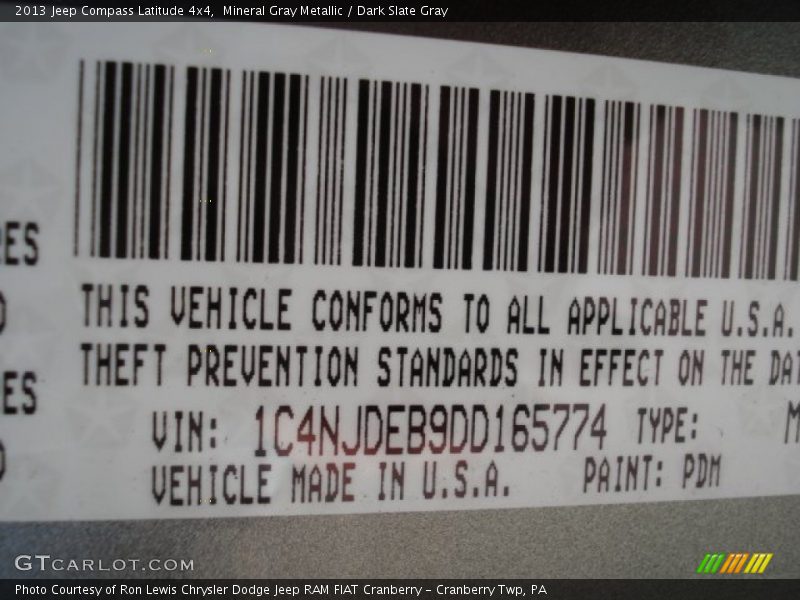 2013 Jeep Compass Latitude 4x4,  Mineral Gray Metallic / Dark Slate Gray
THIS VEHICLE CONFORMS TO ALL APPLICABLE U.S.A.
THEFT PREVENTION STANDARDS IN EFFECT ON THE DAT
VIN: 1C4NJDEB9DD165774 TYPE: M
VEHICLE MADE IN U.S.A. PAINT: PDM
ES
ES
GTCARLOT.COM
Photo Courtesy of Ron Lewis Chrysler Dodge Jeep RAM FIAT Cranberry – Cranberry Twp, PA